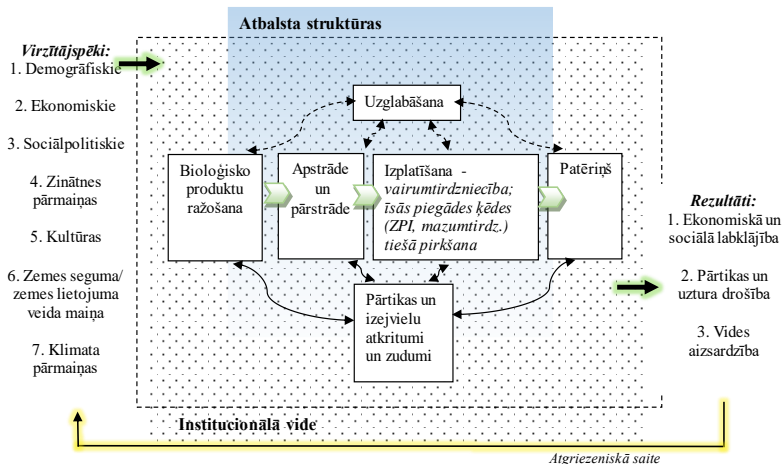 Atbalsta struktūras
Virzītājspēki:
1. Demogrāfiskie
2. Ekonomiskie
3. Sociālpolitiskie
4. Zinātnes
pārmaiņas
5. Kultūras
6. Zemes seguma/
zemes lietojuma
veida maiņa
7. Klimata
pārmaiņas
Uzglabāšana
Bioloģisko
produktu
ražošana
Apstrāde
un
pārstrāde
Izplatīšana -
vairumtirdzniecība;
īsās piegādes ķēdes
(ZPI, mazumtirdz.)
tiešā pirkšana
Patēriņš
Pārtikas un
izejvielu
atkritumi
un zudumi
Rezultāti:
1. Ekonomiskā un
sociālā labklājība
2. Pārtikas un
uztura drošība
3. Vides
aizsardzība
Institucionālā vide
Atgriezeniskā saite